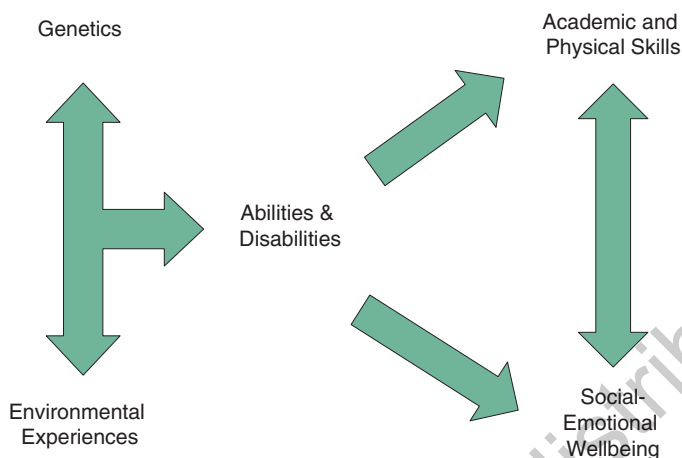 Genetics
Academic and
Physical Skills
Abilities &
Disabilities
Environmental
Experiences
Social-
Emotional
Wellbeing